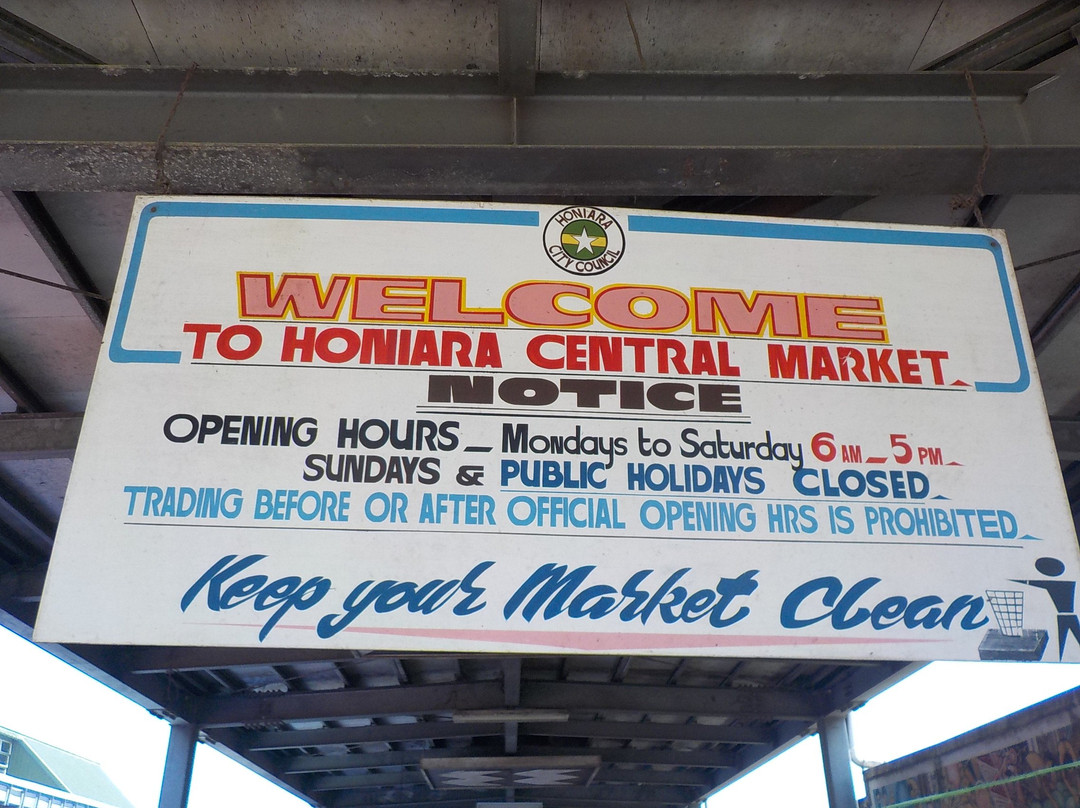 HONIARA
CITY COUNCIL
WELCOME
TO HONIARA CENTRAL MARKET
NOTICE
OPENING HOURS - Mondays to Saturday 6 AM - 5 PM
SUNDAYS & PUBLIC HOLIDAYS CLOSED
TRADING BEFORE OR AFTER OFFICIAL OPENING HRS IS PROHIBITED
Keep your Market Clean